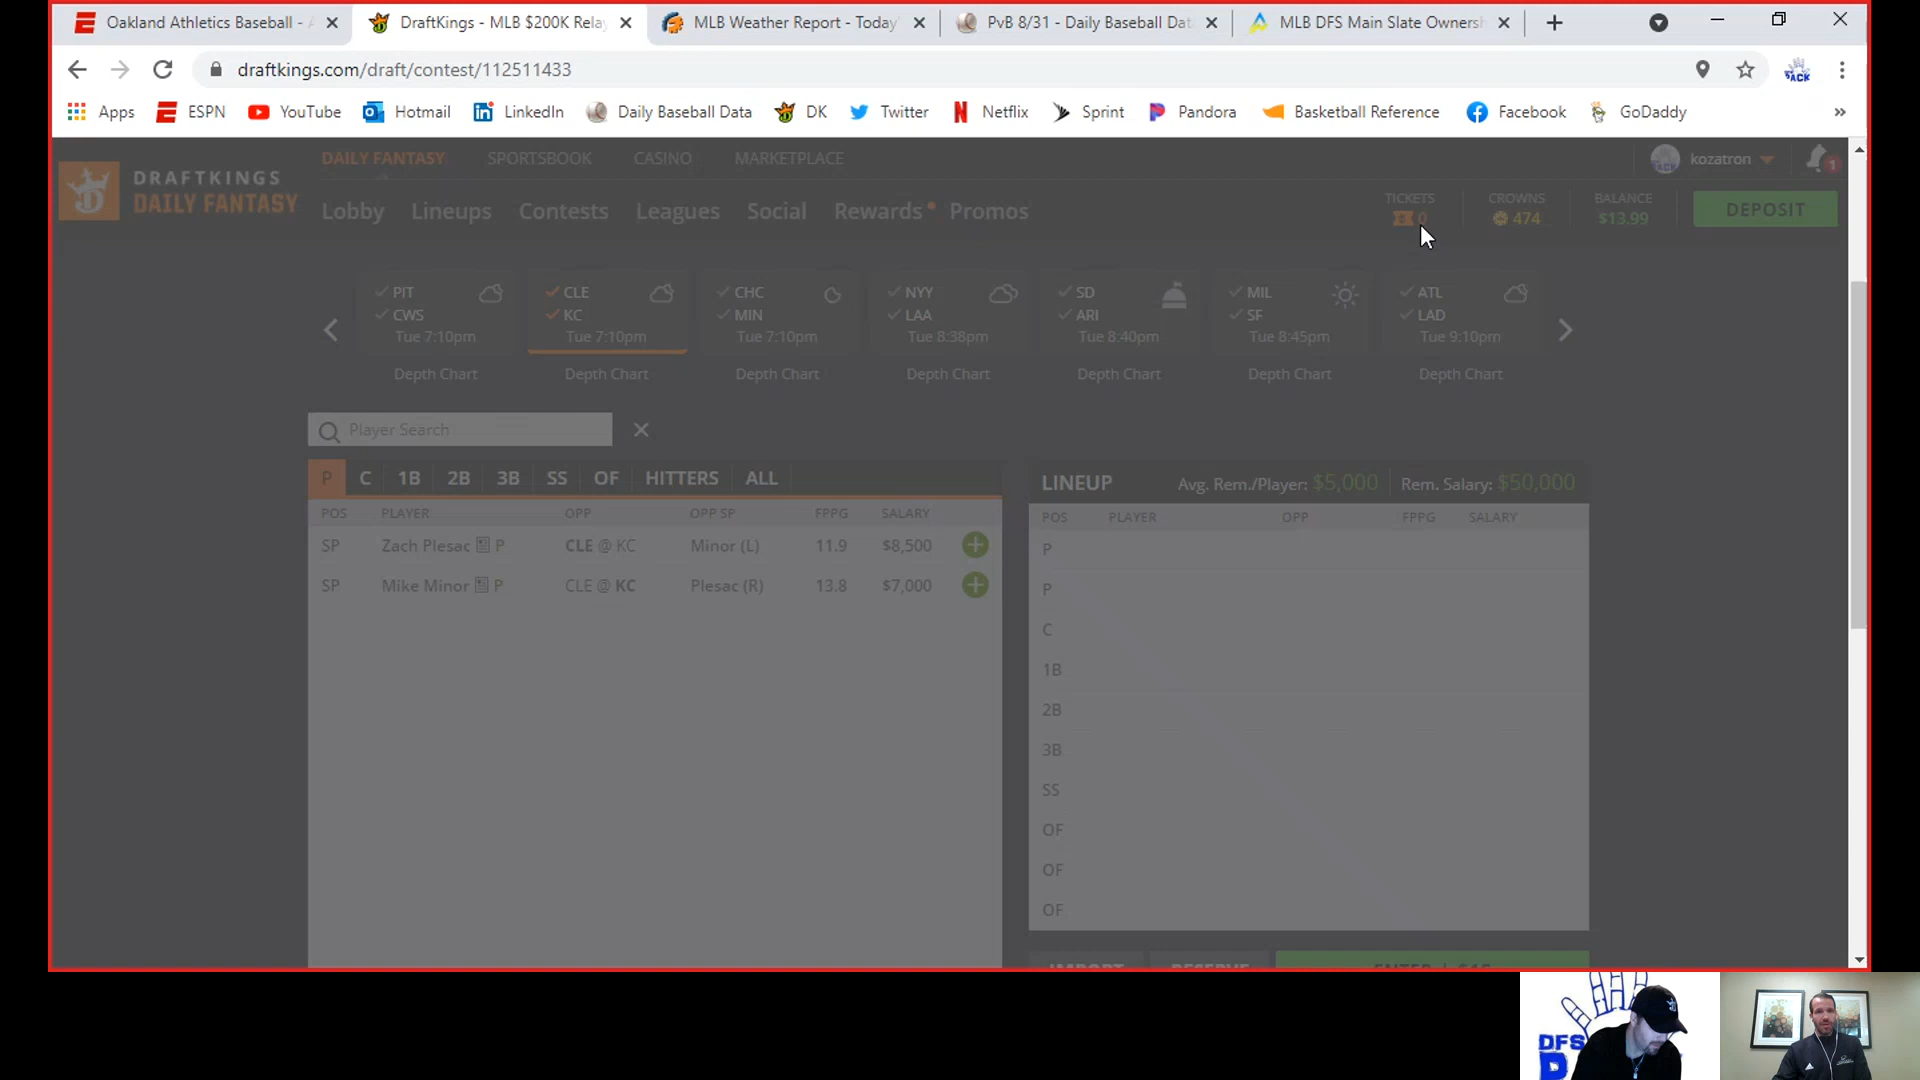 Oakland Athletics Baseball - A
DraftKings - MLB $200K Relay
MLB Weather Report - Today'
PvB 8/31 - Daily Baseball Dat
MLB DFS Main Slate Ownersh
draftkings.com/draft/contest/112511433
Apps ESPN YouTube Hotmail LinkedIn Daily Baseball Data DK Twitter Netflix Sprint Pandora Basketball Reference Facebook GoDaddy »
DRAFTKINGS
DAILY FANTASY
DAILY FANTASY SPORTSBOOK CASINO MARKETPLACE
kozatron 1
Lobby Lineups Contests Leagues Social Rewards Promos
TICKETS CROWNS BALANCE
0 474 $13.99
DEPOSIT
PIT CLE CHC NYY SD MIL ATL
CWS KC MIN LAA ARI SF LAD
Tue 7:10pm Tue 7:10pm Tue 7:10pm Tue 8:38pm Tue 8:40pm Tue 8:45pm Tue 9:10pm
Depth Chart Depth Chart Depth Chart Depth Chart Depth Chart Depth Chart Depth Chart
Player Search
P C 1B 2B 3B SS OF HITTERS ALL
POS PLAYER OPP OPP SP FPPG SALARY
SP Zach Plesac P CLE @ KC Minor (L) 11.9 $8,500
SP Mike Minor P CLE @ KC Plesac (R) 13.8 $7,000
LINEUP Avg. Rem./Player: $5,000 Rem. Salary: $50,000
POS PLAYER OPP FPPG SALARY
P
P
C
1B
2B
3B
SS
OF
OF
OF
IMPORT RESERVE ENTER | $15
DFS